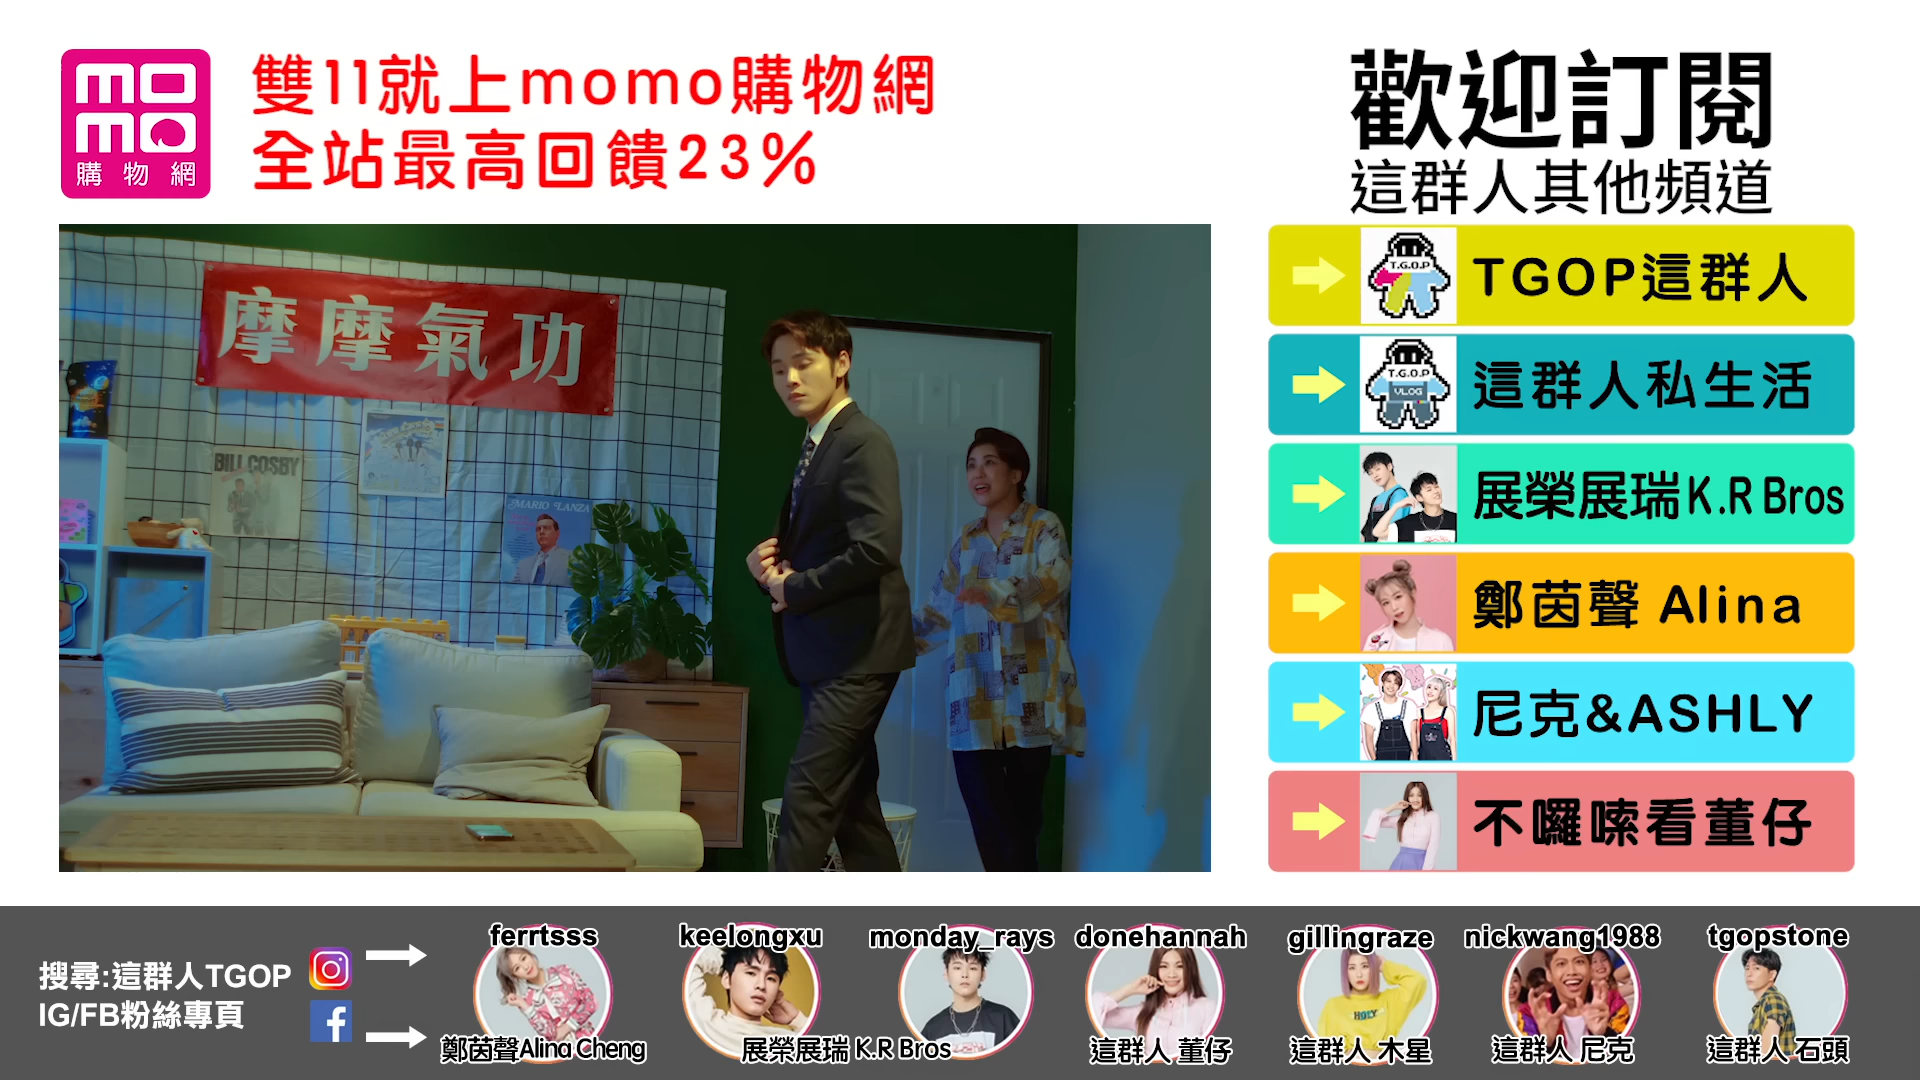 momo
購物網
雙11就上momo購物網
全站最高回饋23%
歡迎訂閱
這群人其他頻道
摩摩氣功
BILL COSBY
MARIO LANZA
T.G.O.P
TGOP這群人
T.G.O.P
VLOG
這群人私生活
展榮展瑞K.R Bros
鄭茵聲 Alina
尼克&ASHLY
不囉嗦看董仔
搜尋:這群人TGOP
IG/FB粉絲專頁
ferrtsss
鄭茵聲Alina Cheng
keelongxu
monday_rays
展榮展瑞 K.R Bros
donehannah
這群人 董仔
gillingraze
HOLY
這群人 木星
nickwang1988
這群人 尼克
tgopstone
這群人 石頭